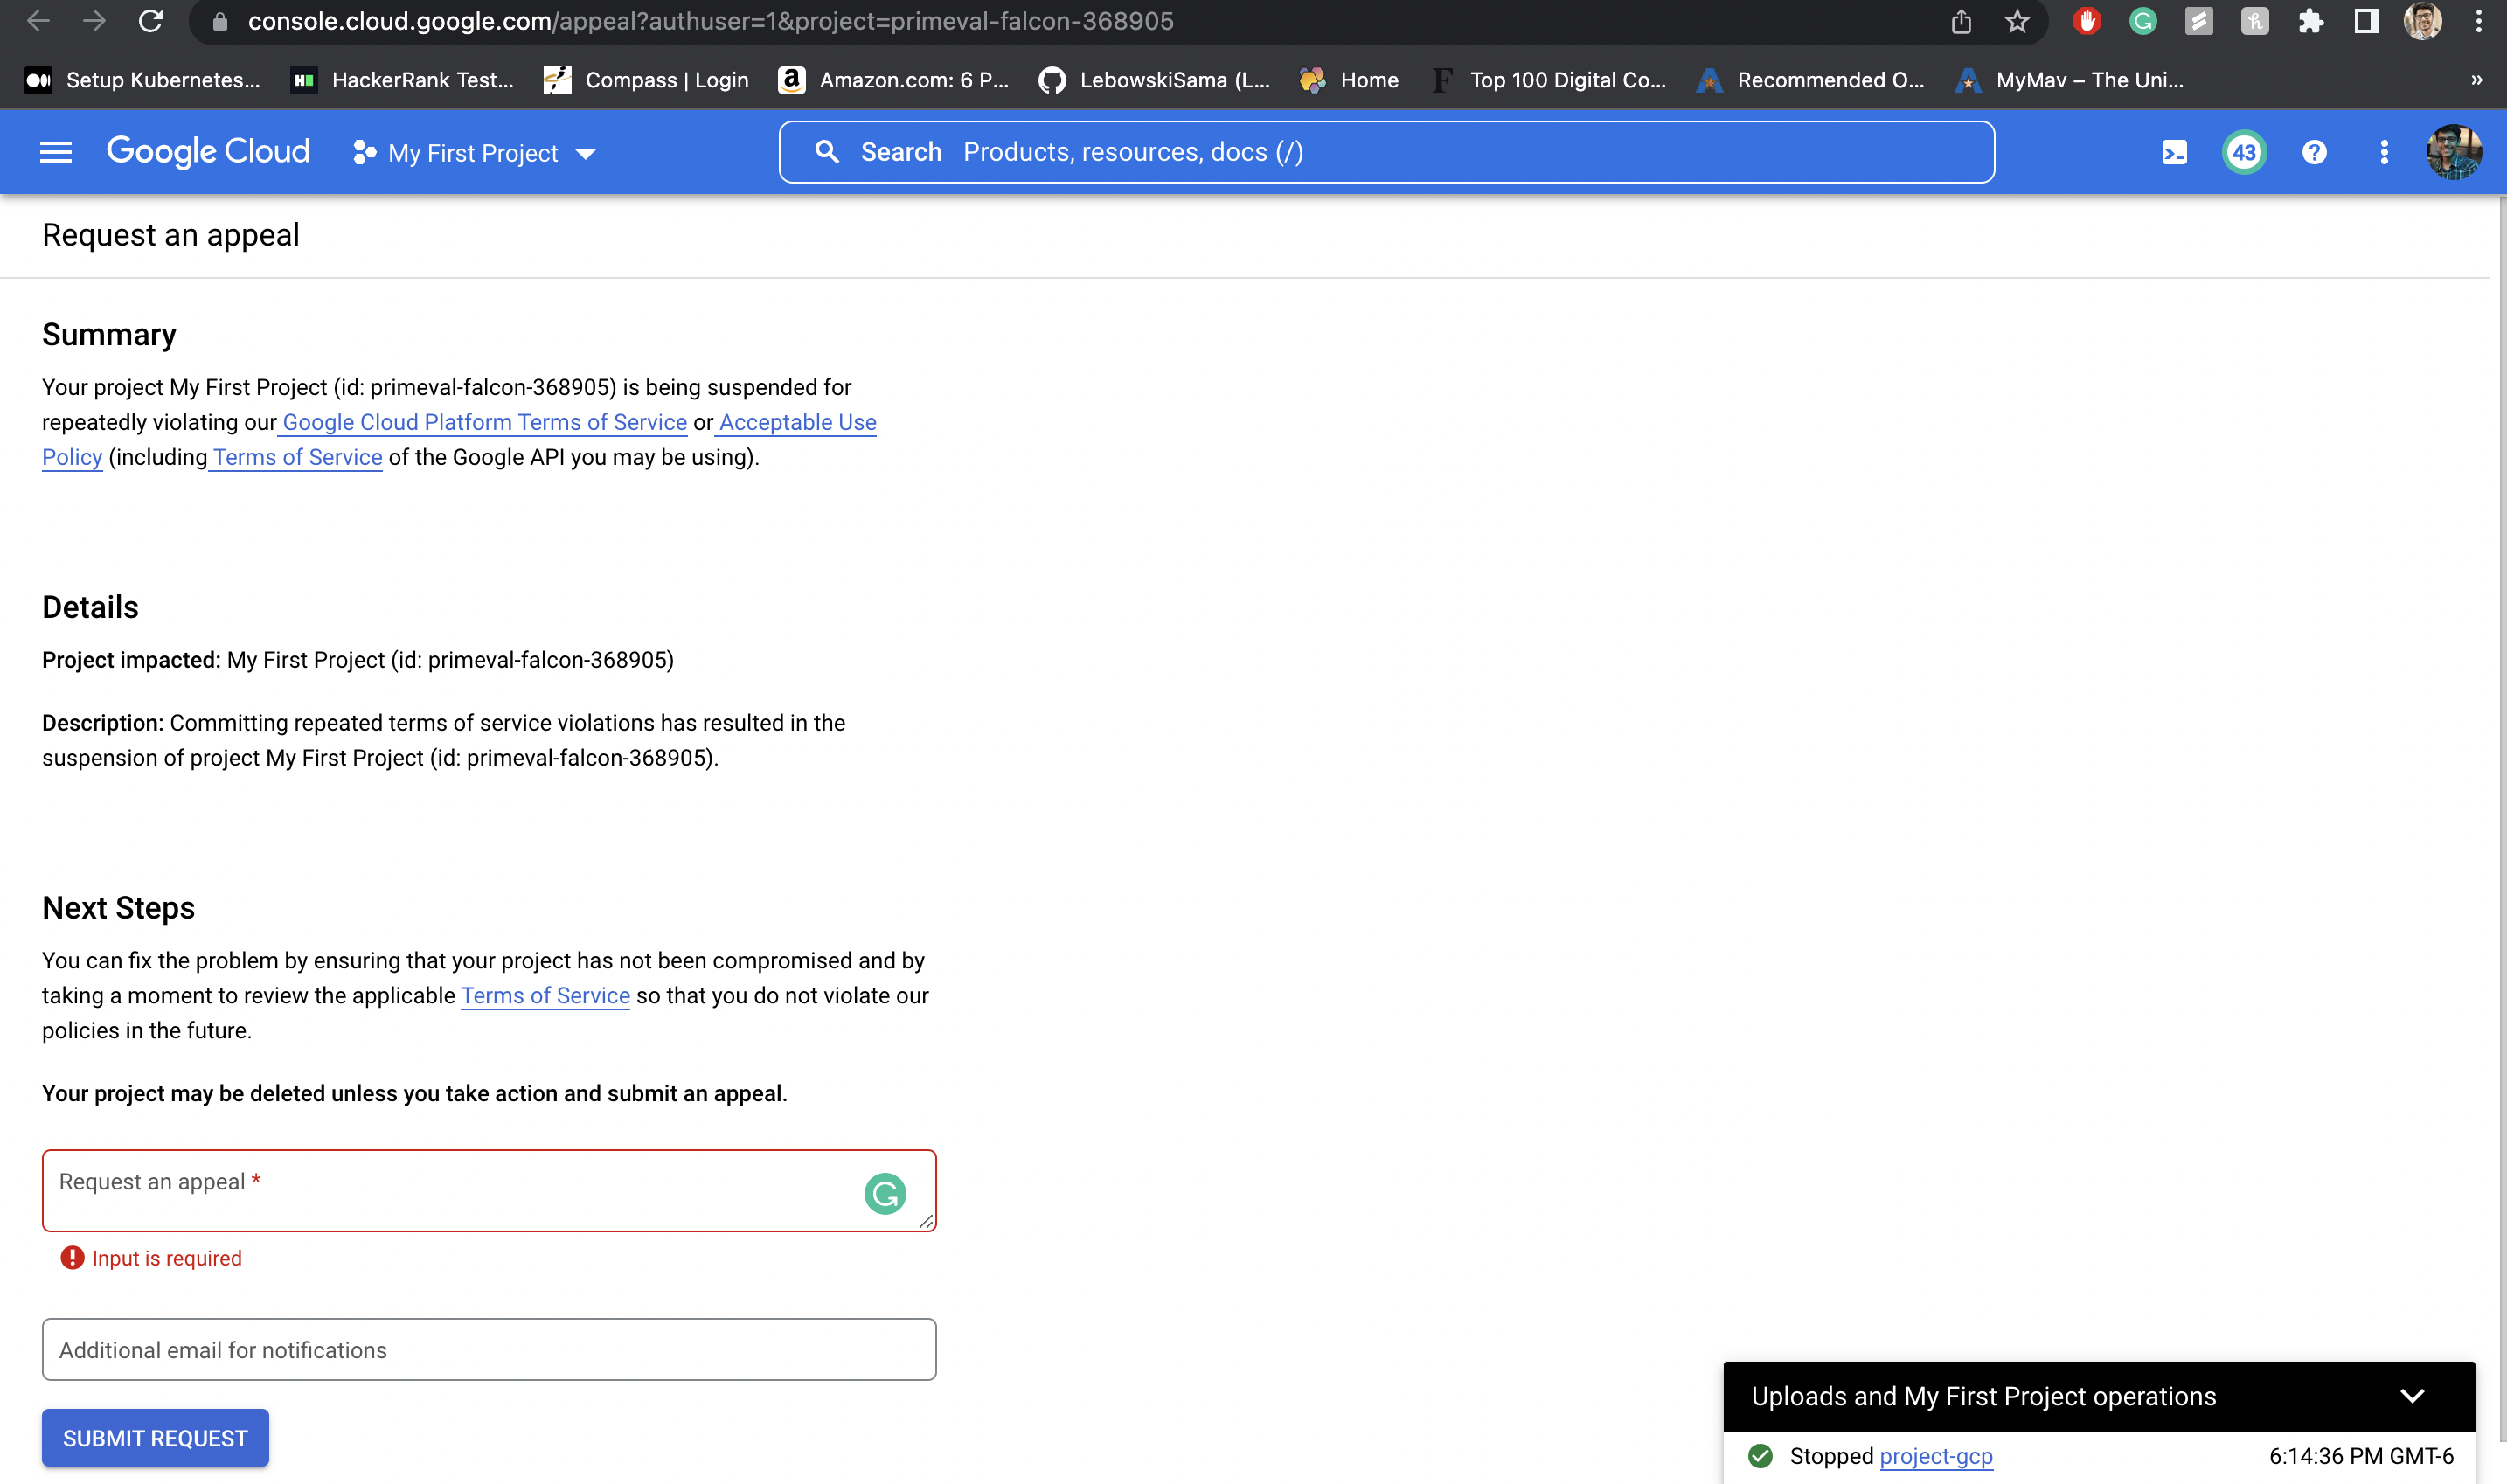 console.cloud.google.com/appeal?authuser=1&project=primeval-falcon-368905
Setup Kubernetes... HackerRank Test... Compass | Login Amazon.com: 6 P... LebowskiSama (L... Home Top 100 Digital Co... Recommended O... MyMav – The Uni... »
Google Cloud My First Project Search Products, resources, docs (/) 43 ?
Request an appeal
Summary
Your project My First Project (id: primeval-falcon-368905) is being suspended for
repeatedly violating our Google Cloud Platform Terms of Service or Acceptable Use
Policy (including Terms of Service of the Google API you may be using).
Details
Project impacted: My First Project (id: primeval-falcon-368905)
Description: Committing repeated terms of service violations has resulted in the
suspension of project My First Project (id: primeval-falcon-368905).
Next Steps
You can fix the problem by ensuring that your project has not been compromised and by
taking a moment to review the applicable Terms of Service so that you do not violate our
policies in the future.
Your project may be deleted unless you take action and submit an appeal.
Request an appeal *
Input is required
Additional email for notifications
SUBMIT REQUEST
Uploads and My First Project operations
Stopped project-gcp 6:14:36 PM GMT-6